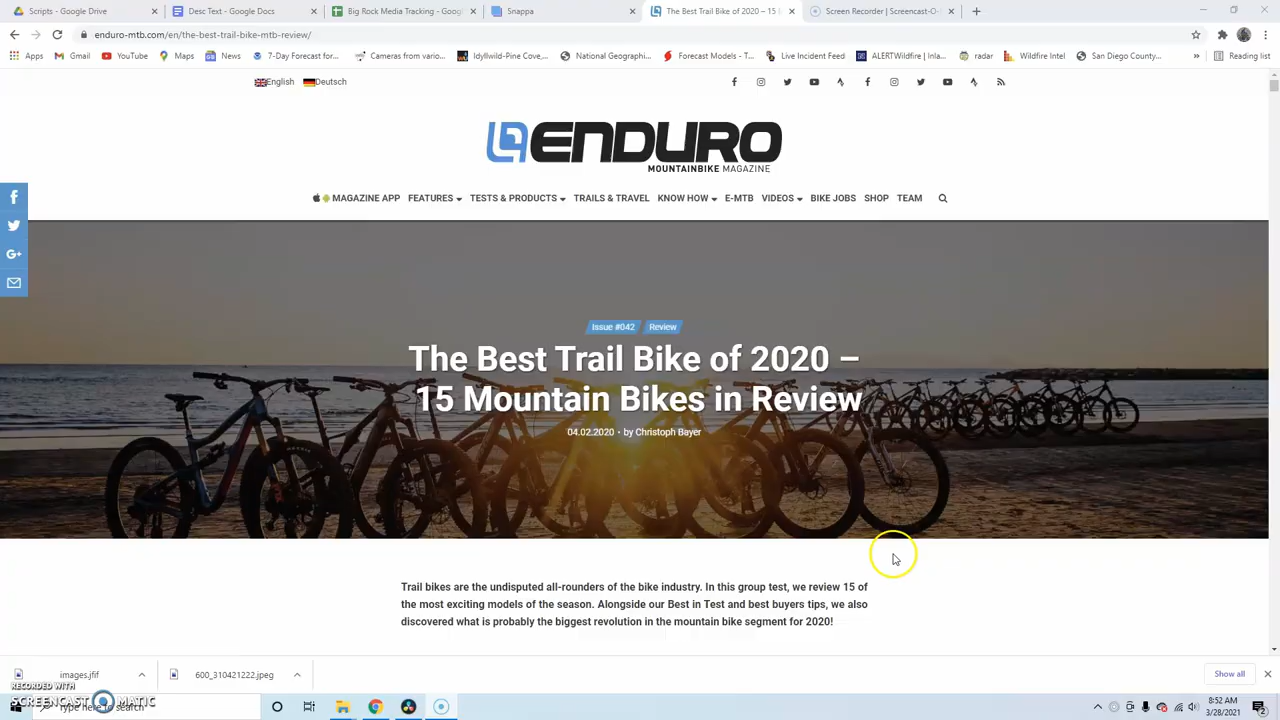 Scripts - Google Docs
Big Rock MTB - Goog
Test Tab - Goo
Snappa
The Best Trail Bike of 2020 – 15
Screen Recorder | Screencast-O-
enduro-mtb.com/en/the-best-trail-bike-mtb-review/
Apps
Gmail
YouTube
Maps
News
7-Day Forecast for...
Cameras from vario...
Idyllwild-Pine Cove,...
National Geographi...
Forecast Models - T...
Live Incident Feed
ALERTWildfire | Inla...
radar
Wildfire Intel
San Diego County...
Reading list
English
Deutsch
ENDURO
MOUNTAINBIKE MAGAZINE
MAGAZINE APP FEATURES TESTS & PRODUCTS TRAILS & TRAVEL KNOW HOW E-MTB VIDEOS BIKE JOBS SHOP TEAM
Issue #042
Review
The Best Trail Bike of 2020 –
15 Mountain Bikes in Review
04.02.2020 • by Christoph Bayer
Trail bikes are the undisputed all-rounders of the bike industry. In this group test, we review 15 of
the most exciting models of the season. Alongside our Best in Test and best buyers tips, we also
discovered what is probably the biggest revolution in the mountain bike segment for 2020!
images.jfif
600_310421222.jpeg
Show all
RECORDED WITH
SCREENCAST MATIC
Type here to search
8:52 AM
3/28/2021